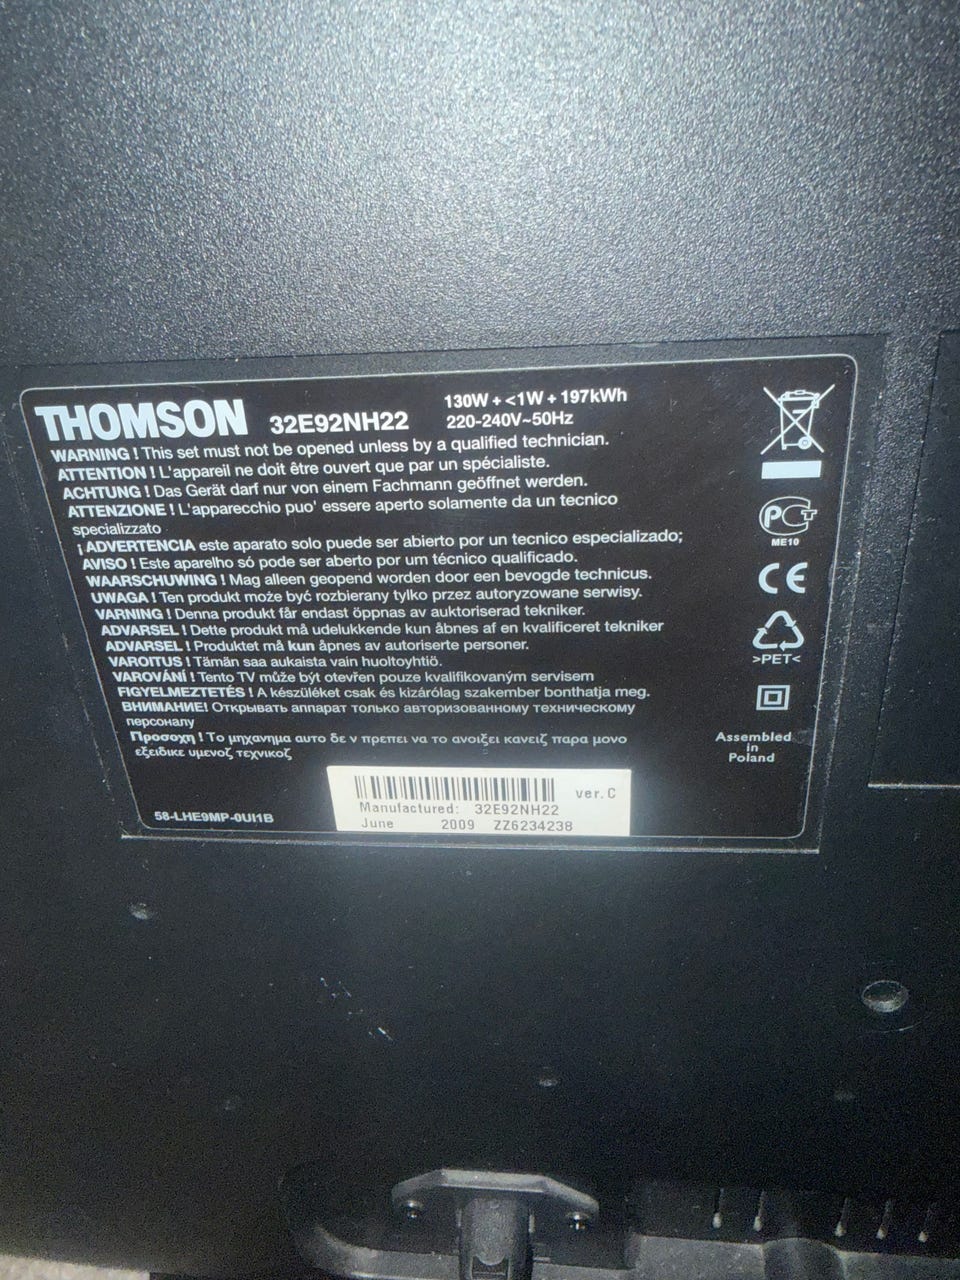 THOMSON 32E92NH22
130W + <1W + 197kWh
220-240V~50Hz
WARNING ! This set must not be opened unless by a qualified technician.
ATTENTION ! L'appareil ne doit être ouvert que par un spécialiste.
ACHTUNG ! Das Gerät darf nur von einem Fachmann geöffnet werden.
ATTENZIONE ! L'apparecchio puo' essere aperto solamente da un tecnico
specializzato
¡ ADVERTENCIA este aparato solo puede ser abierto por un tecnico especializado;
AVISO ! Este aparelho só pode ser aberto por um técnico qualificado.
WAARSCHUWING ! Mag alleen geopend worden door een bevogde technicus.
UWAGA ! Ten produkt może być rozbierany tylko przez autoryzowane serwisy.
VARNING ! Denna produkt får endast öppnas av auktoriserad tekniker.
ADVARSEL ! Dette produkt må udelukkende kun åbnes af en kvalificeret tekniker
ADVARSEL ! Produktet må kun åpnes av autoriserte personer.
VAROITUS ! Tämän saa aukaista vain huoltoyhtiö.
VAROVÁNÍ ! Tento TV může být otevřen pouze kvalifikovaným servisem
FIGYELMEZTETÉS ! A készüléket csak és kizárólag szakember bonthatja meg.
ВНИМАНИЕ! Открывать аппарат только авторизованному техническому
персоналу
Προσοχη ! Το μηχανημα αυτο δε ν πρεπει να το ανοιξει κανειζ παρα μονο
εξειδικε υμενοζ τεχνικοζ
PCT
ME10
CE
>PET<
Assembled
in
Poland
58-LHE9MP-0UI1B
ver. C
Manufactured: 32E92NH22
June 2009 ZZ6234238